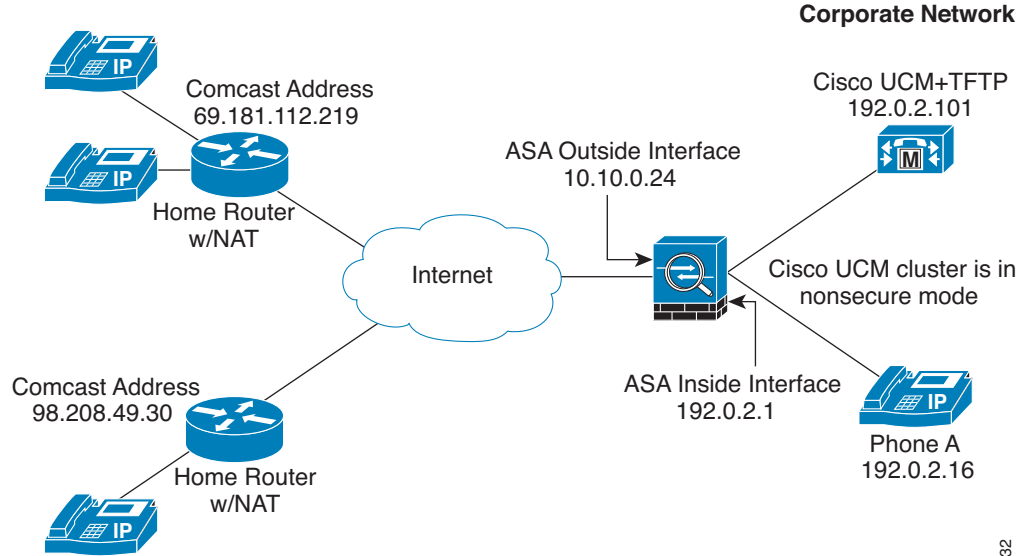 Corporate Network
IP
Comcast Address
69.181.112.219
IP
Home Router
w/NAT
Cisco UCM+TFTP
192.0.2.101
M
ASA Outside Interface
10.10.0.24
Internet
Cisco UCM cluster is in
nonsecure mode
ASA Inside Interface
192.0.2.1
Comcast Address
98.208.49.30
Home Router
w/NAT
IP
IP
Phone A
192.0.2.16
32